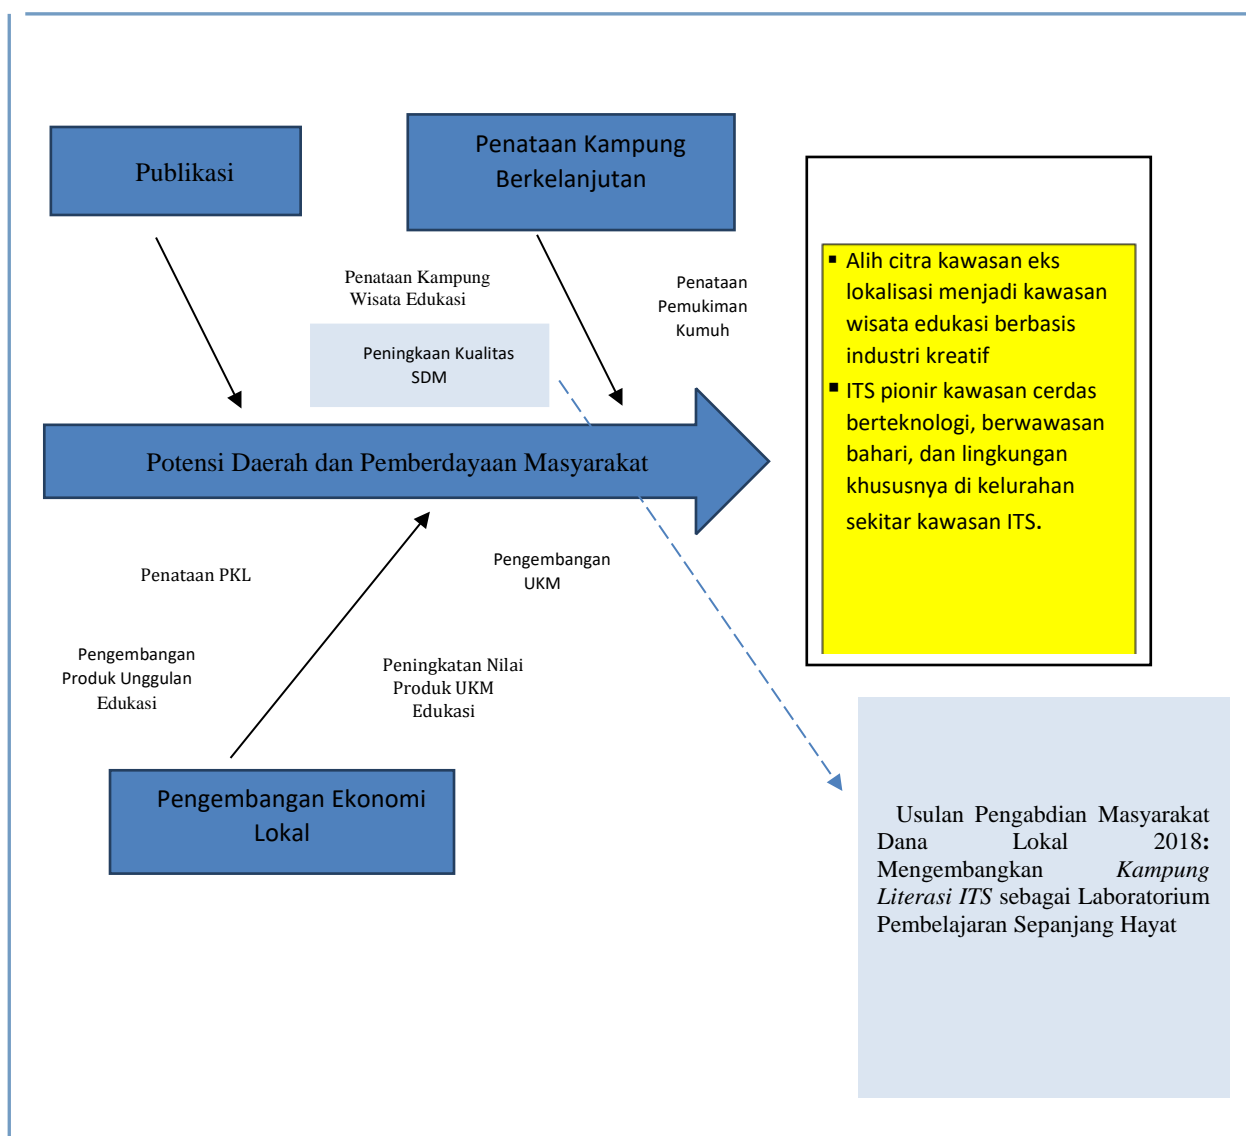 Publikasi
Penataan Kampung
Berkelanjutan
Penataan Kampung
Wisata Edukasi
Penataan
Pemukiman
Kumuh
Peningkaan Kualitas
SDM
Potensi Daerah dan Pemberdayaan Masyarakat
▪ Alih citra kawasan eks
lokalisasi menjadi kawasan
wisata edukasi berbasis
industri kreatif
▪ ITS pionir kawasan cerdas
berteknologi, berwawasan
bahari, dan lingkungan
khususnya di kelurahan
sekitar kawasan ITS.
Penataan PKL
Pengembangan
UKM
Pengembangan
Produk Unggulan
Edukasi
Peningkatan Nilai
Produk UKM
Edukasi
Pengembangan Ekonomi
Lokal
Usulan Pengabdian Masyarakat
Dana Lokal 2018:
Mengembangkan Kampung
Literasi ITS sebagai Laboratorium
Pembelajaran Sepanjang Hayat